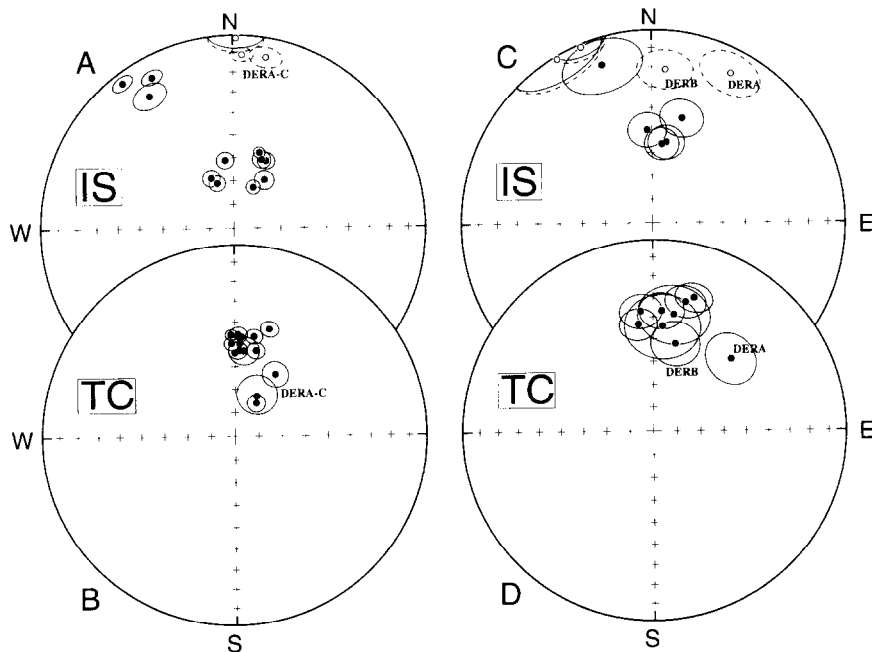 N
N
A
C
DERA-C
DERB
DERA
IS
IS
W
E
TC
TC
DERA-C
DERA
DERB
W
E
B
D
S
S